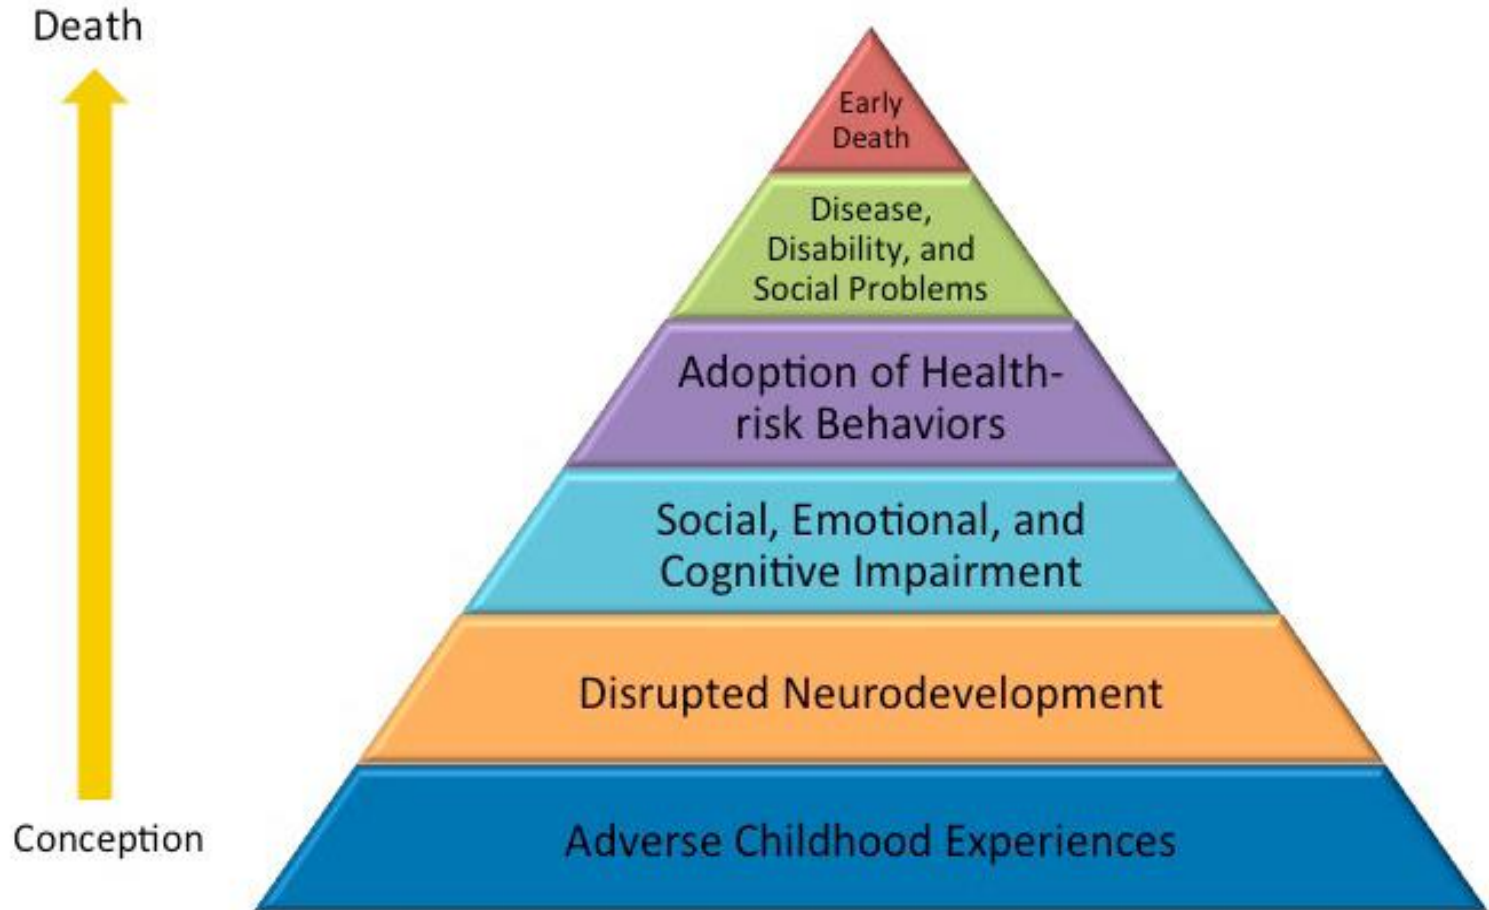 Death
Early
Death
Disease,
Disability, and
Social Problems
Adoption of Health-
risk Behaviors
Social, Emotional, and
Cognitive Impairment
Disrupted Neurodevelopment
Conception
Adverse Childhood Experiences